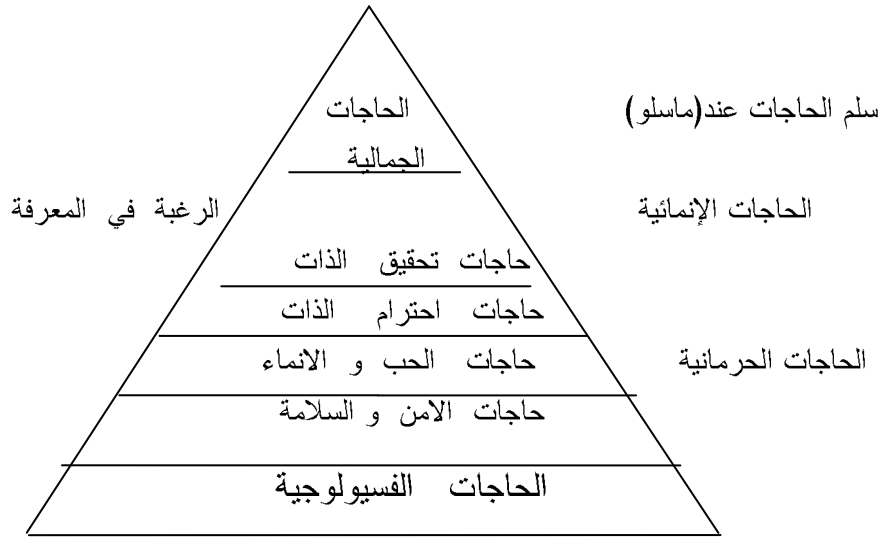 سلم الحاجات عند(ماسلو)
الحاجات
الجمالية
الحاجات الإنمائية
الرغبة في المعرفة
حاجات تحقيق الذات
حاجات احترام الذات
الحاجات الحرمانية
حاجات الحب و الانماء
حاجات الامن و السلامة
الحاجات الفسيولوجية